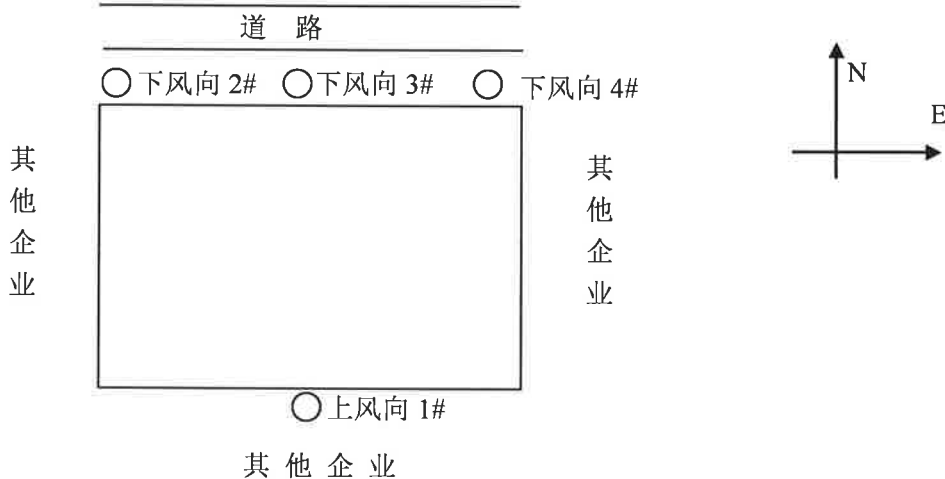 道 路
下风向 2# 下风向 3# 下风向 4#
N
E
其他企业
其他企业
上风向 1#
其 他 企 业